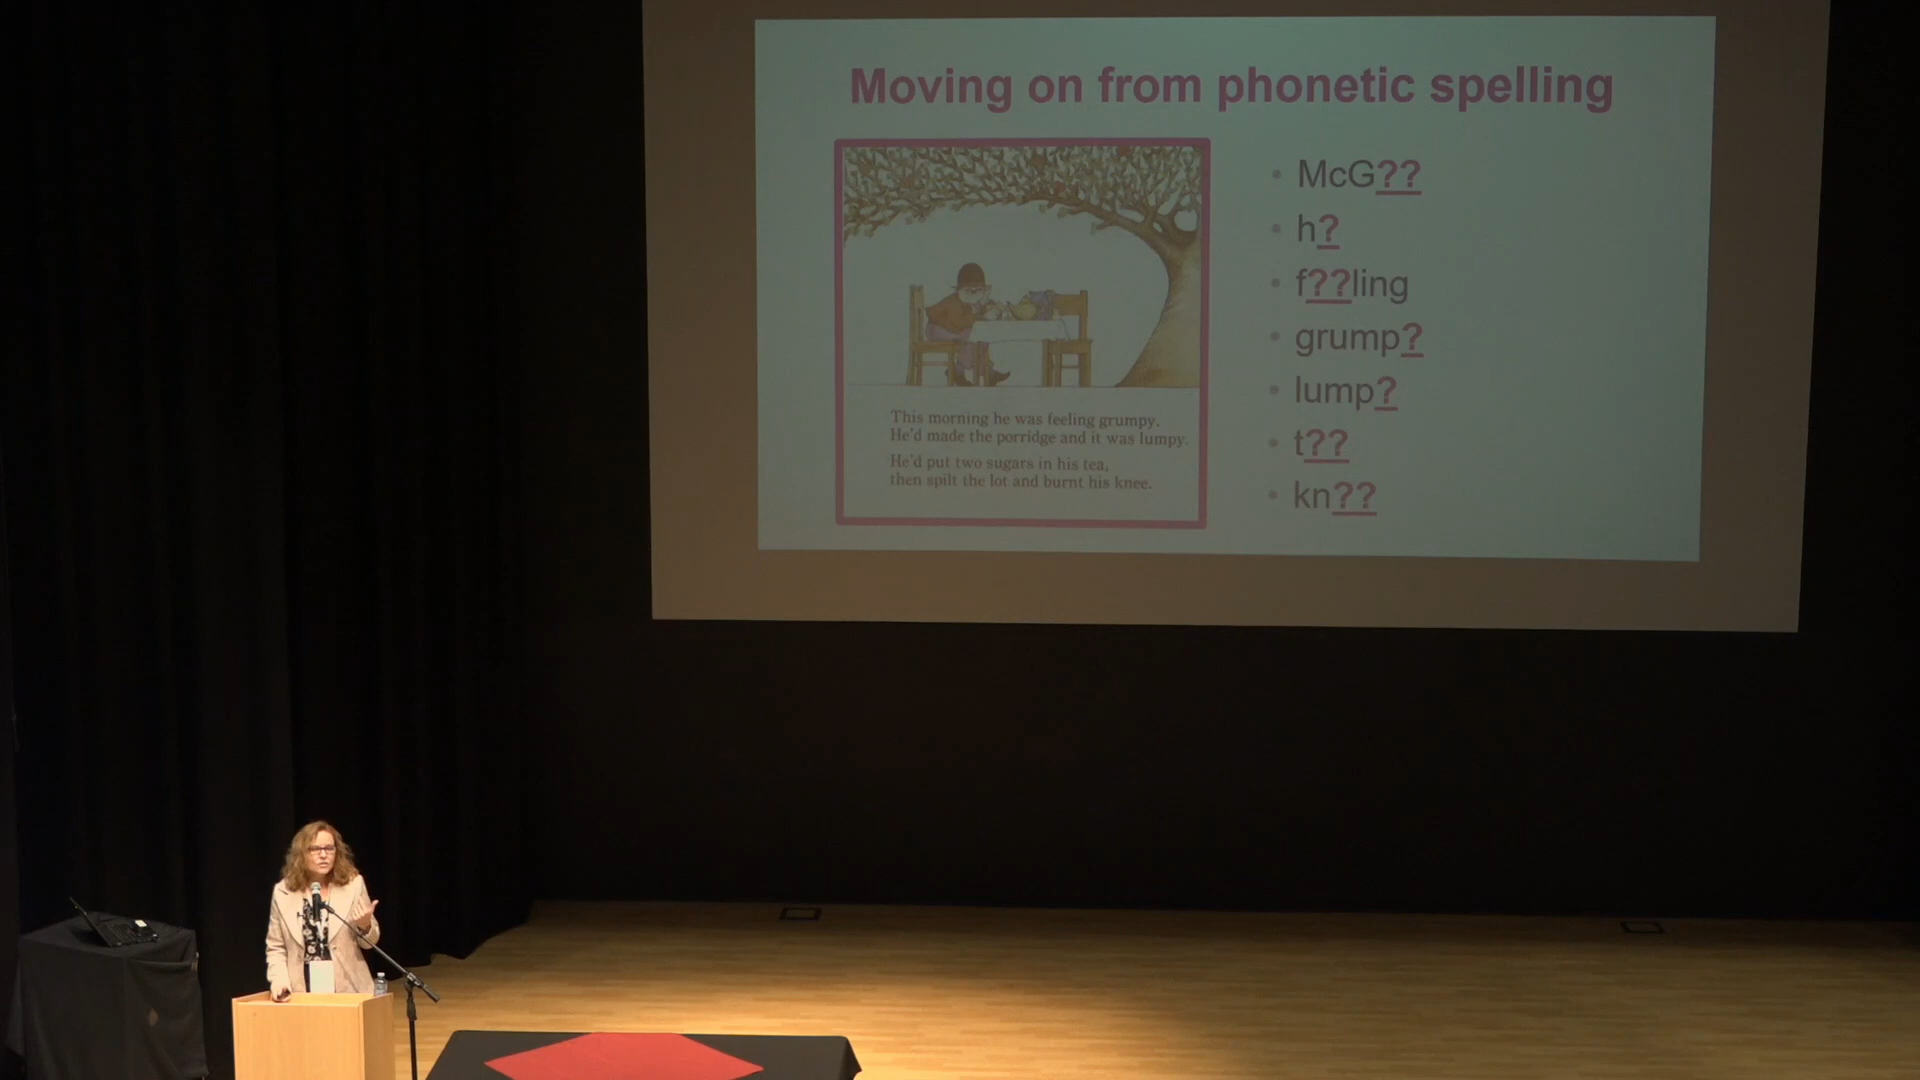 Moving on from phonetic spelling
This morning he was feeling grumpy.
He'd made the porridge and it was lumpy.
He'd put two sugars in his tea,
then spilt the lot and burnt his knee.
• McG??
• h?
• f??ling
• grump?
• lump?
• t??
• kn??